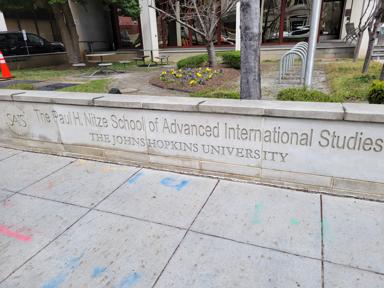 SAIS
The Paul H. Nitze School of Advanced International Studies
THE JOHNS HOPKINS UNIVERSITY